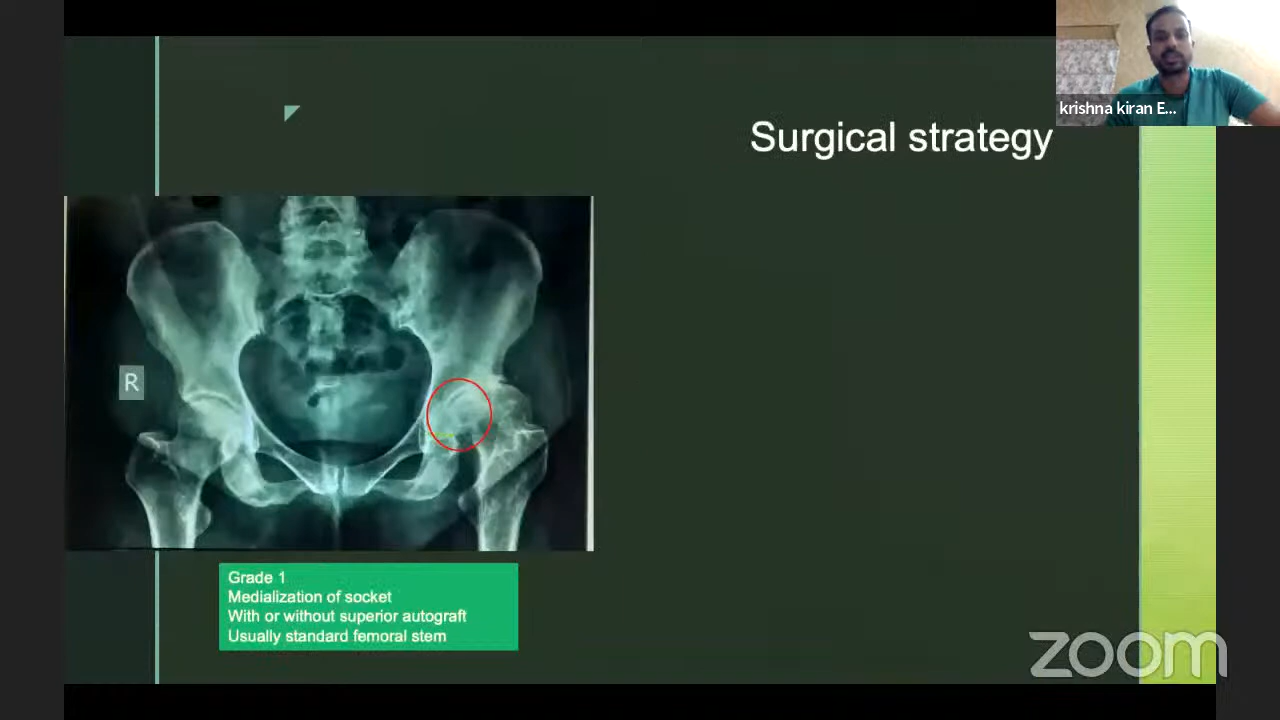 krishna kiran E...
Surgical strategy
R
Grade 1
Medialization of socket
With or without superior autograft
Usually standard femoral stem
zoom